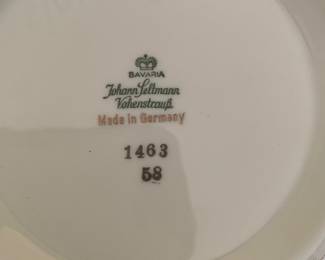 BAVARIA
Johann Seltmann
Vohenstrauß
Made in Germany
1463
58